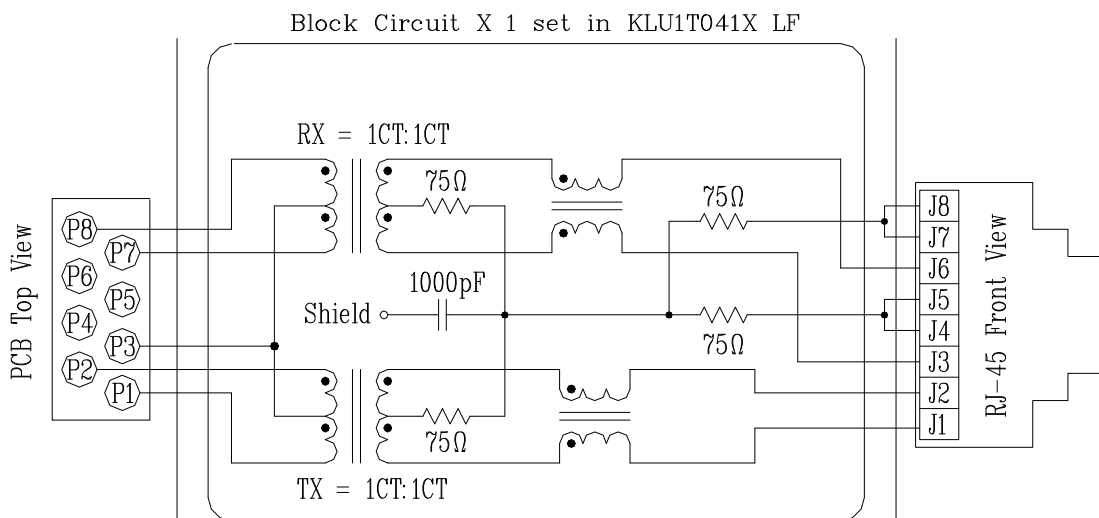 Block Circuit X 1 set in KLU1T041X LF
RX = 1CT:1CT
75Ω
75Ω
1000pF
Shield
75Ω
75Ω
TX = 1CT:1CT
PCB Top View
P8
P7
P6
P5
P4
P3
P2
P1
J8
J7
J6
J5
J4
J3
J2
J1
RJ-45 Front View